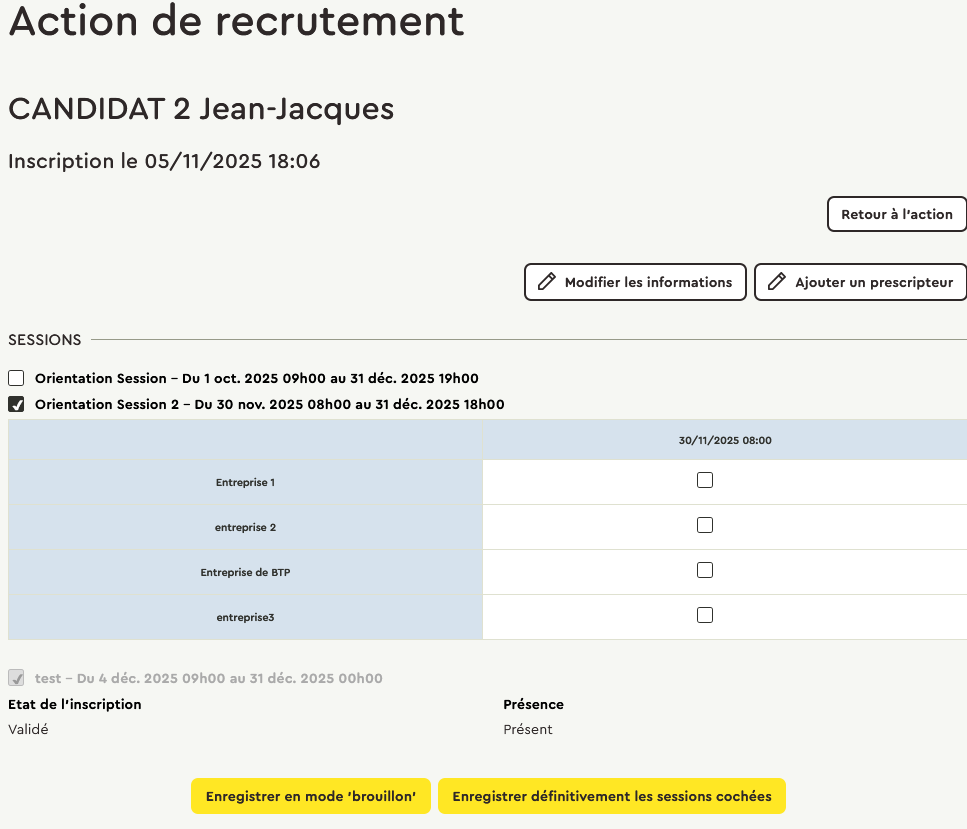 Action de recrutement
CANDIDAT 2 Jean-Jacques
Inscription le 05/11/2025 18:06
Retour à l'action
Modifier les informations
Ajouter un prescripteur
SESSIONS
Orientation Session - Du 1 oct. 2025 09h00 au 31 déc. 2025 19h00
Orientation Session 2 - Du 30 nov. 2025 08h00 au 31 déc. 2025 18h00
30/11/2025 08:00
Entreprise 1
entreprise 2
Entreprise de BTP
entreprise3
test - Du 4 déc. 2025 09h00 au 31 déc. 2025 00h00
Etat de l'inscription
Présence
Validé
Présent
Enregistrer en mode 'brouillon'
Enregistrer définitivement les sessions cochées